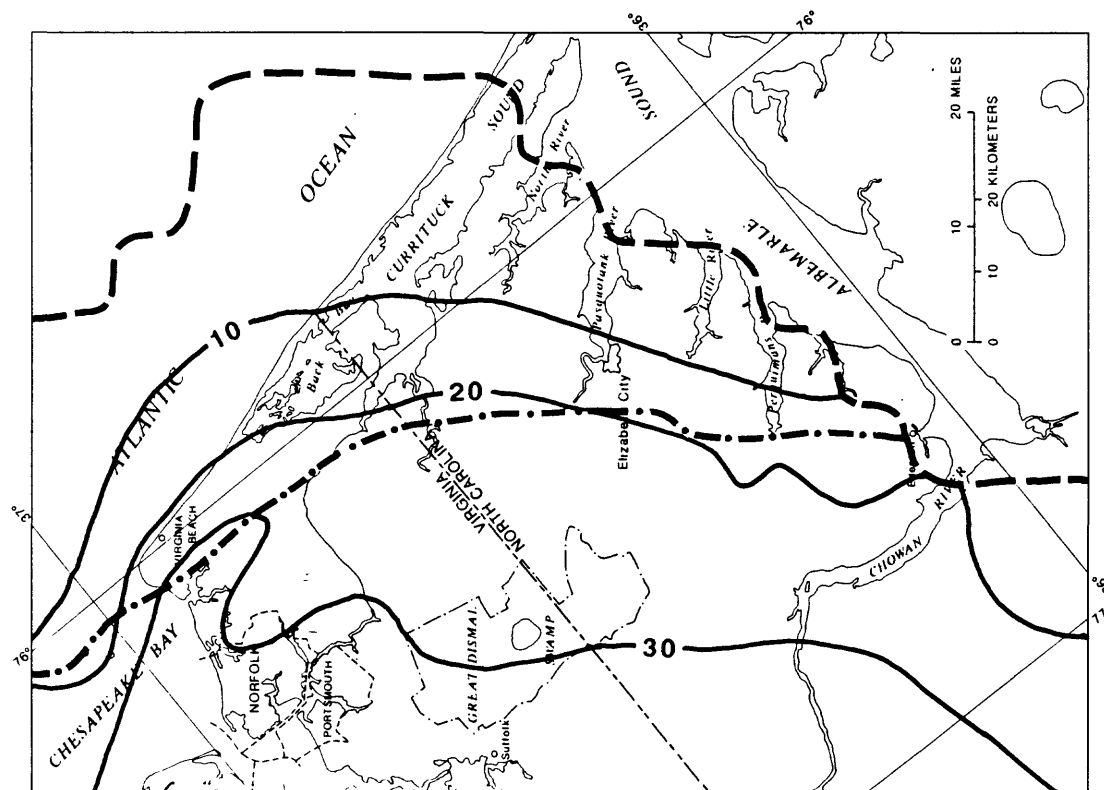 36°
76°
SOUND
SOUND
OCEAN
20 MILES
20 KILOMETERS
North River
CURRITUCK
River
ALBEMARLE
Pasquotank
Little River
10
10
0
0
10
Back
Perquimans
ATLANTIC
20
Elizabeth City
VIRGINIA
NORTH CAROLINA
37°
VIRGINIA
BEACH
RIVER
CHOWAN
76°
CHESAPEAKE BAY
NORFOLK
PORTSMOUTH
GREAT DISMAL
SWAMP
30
Suffolk